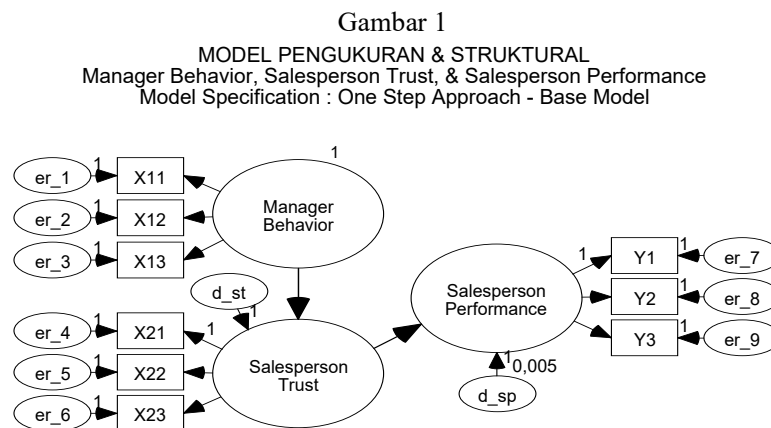 Gambar 1
MODEL PENGUKURAN & STRUKTURAL
Manager Behavior, Salesperson Trust, & Salesperson Performance
Model Specification : One Step Approach - Base Model
er_1
1
X11
er_2
1
X12
er_3
1
X13
1
Manager
Behavior
d_st
1
er_4
1
X21
1
er_5
1
X22
er_6
1
X23
Salesperson
Trust
Salesperson
Performance
1
0,005
d_sp
1
Y1
1
er_7
Y2
1
er_8
Y3
1
er_9